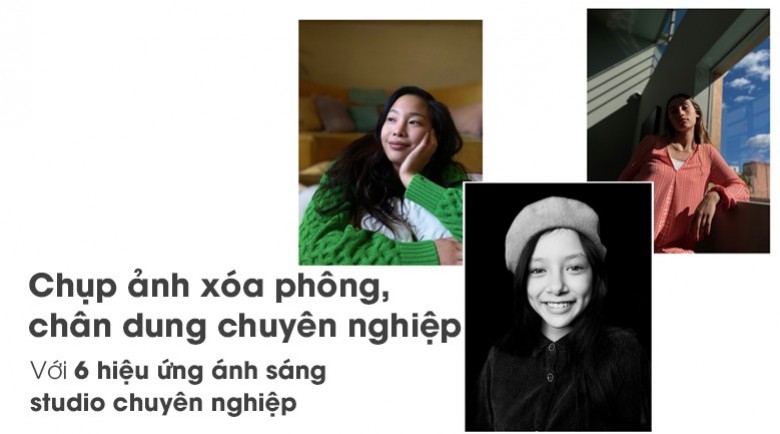 Chụp ảnh xóa phông,
chân dung chuyên nghiệp
Với 6 hiệu ứng ánh sáng
studio chuyên nghiệp